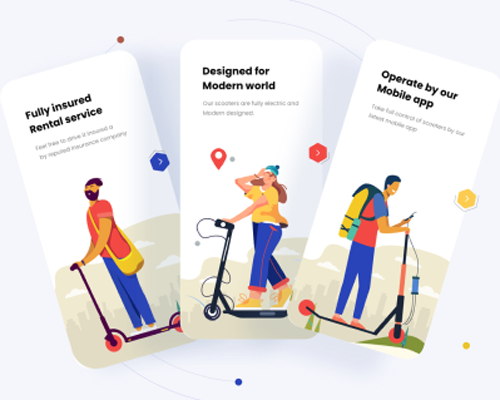 Fully insured
Rental service
Feel free to drive it insured a
by reputed insurance company
Designed for
Modern world
Our scooters are fully electric and
Modern designed.
Operate by our
Mobile app
Take full control of scooters by our
latest mobile app